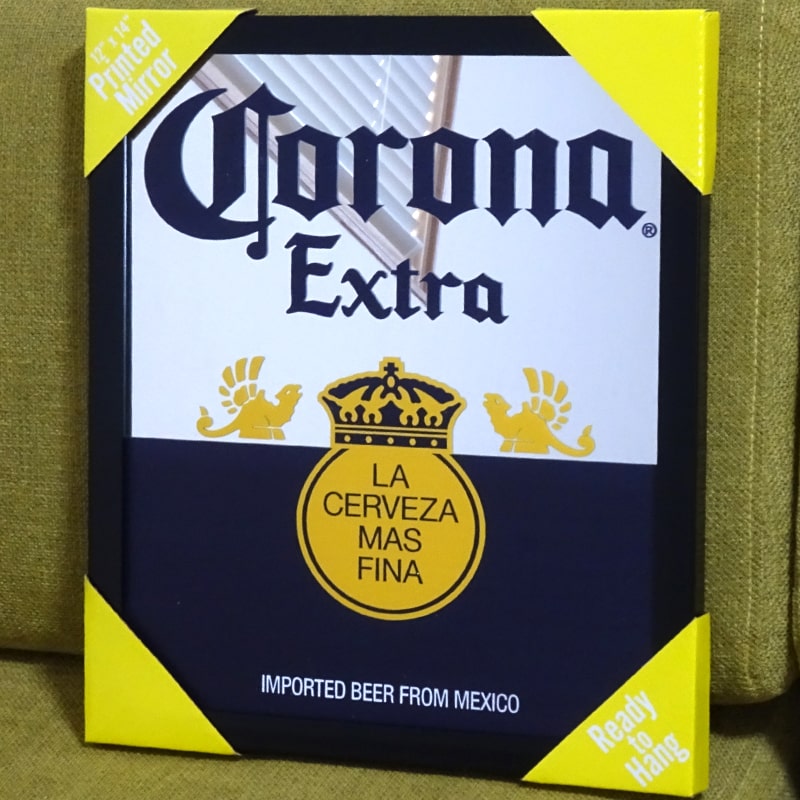 12" x 14"
Printed
Mirror
Corona®
Extra
LA
CERVEZA
MAS
FINA
IMPORTED BEER FROM MEXICO
Ready
to
Hang